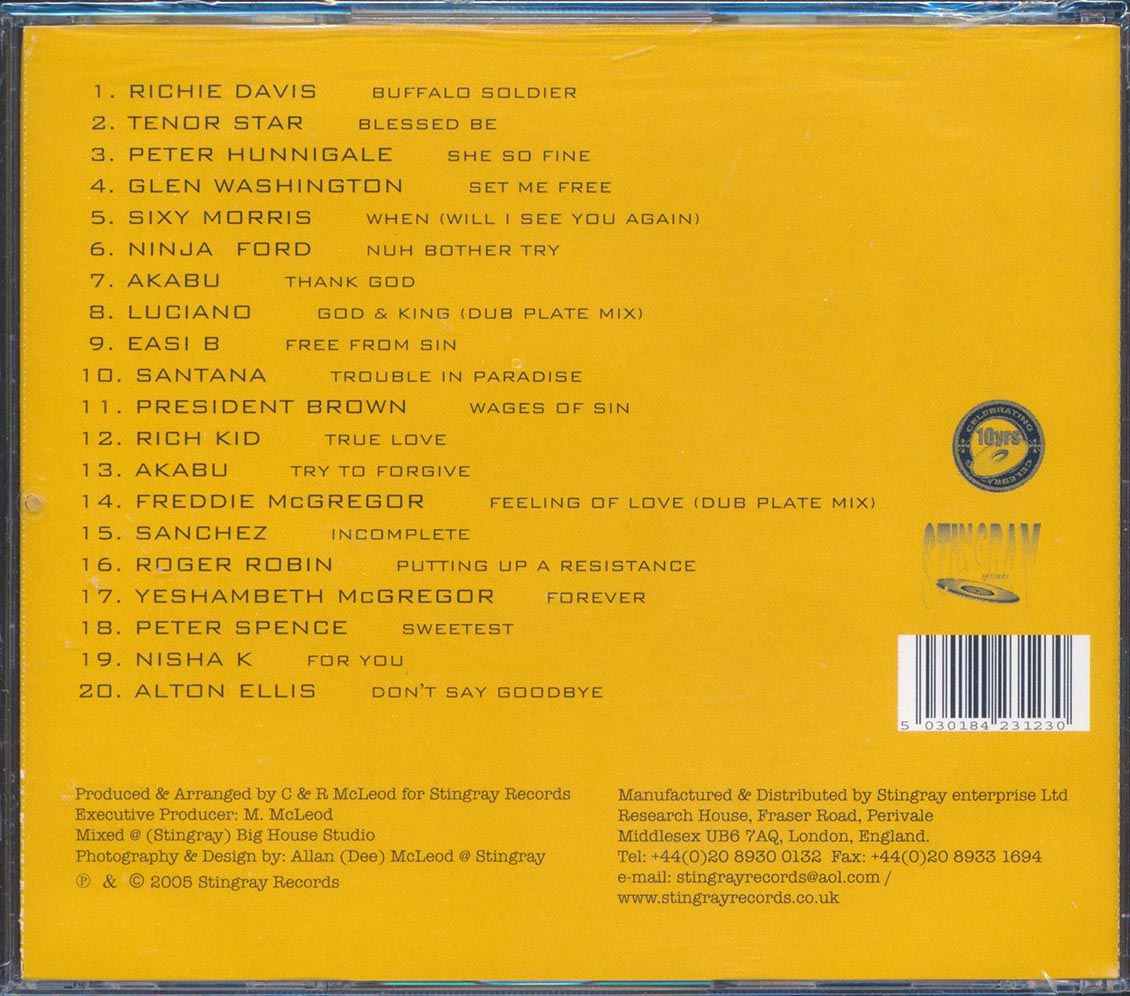 1. RICHIE DAVIS BUFFALO SOLDIER
2. TENOR STAR BLESSED BE
3. PETER HUNNIGALE SHE SO FINE
4. GLEN WASHINGTON SET ME FREE
5. SIXY MORRIS WHEN (WILL I SEE YOU AGAIN)
6. NINJA FORD NUH BOTHER TRY
7. AKABU THANK GOD
8. LUCIANO GOD & KING (DUB PLATE MIX)
9. EASI B FREE FROM SIN
10. SANTANA TROUBLE IN PARADISE
11. PRESIDENT BROWN WAGES OF SIN
12. RICH KID TRUE LOVE
13. AKABU TRY TO FORGIVE
14. FREDDIE McGREGOR FEELING OF LOVE (DUB PLATE MIX)
15. SANCHEZ INCOMPLETE
16. ROGER ROBIN PUTTING UP A RESISTANCE
17. YESHAMBETH McGREGOR FOREVER
18. PETER SPENCE SWEETEST
19. NISHA K FOR YOU
20. ALTON ELLIS DON'T SAY GOODBYE
CELEBRATING
10yrs
STINGRAY
5 030184 231230
Produced & Arranged by C & R McLeod for Stingray Records
Executive Producer: M. McLeod
Mixed @ (Stingray) Big House Studio
Photography & Design by: Allan (Dee) McLeod @ Stingray
℗ & © 2005 Stingray Records
Manufactured & Distributed by Stingray enterprise Ltd
Research House, Fraser Road, Perivale
Middlesex UB6 7AQ, London, England.
Tel: +44(0)20 8930 0132 Fax: +44(0)20 8933 1694
e-mail: stingrayrecords@aol.com /
www.stingrayrecords.co.uk